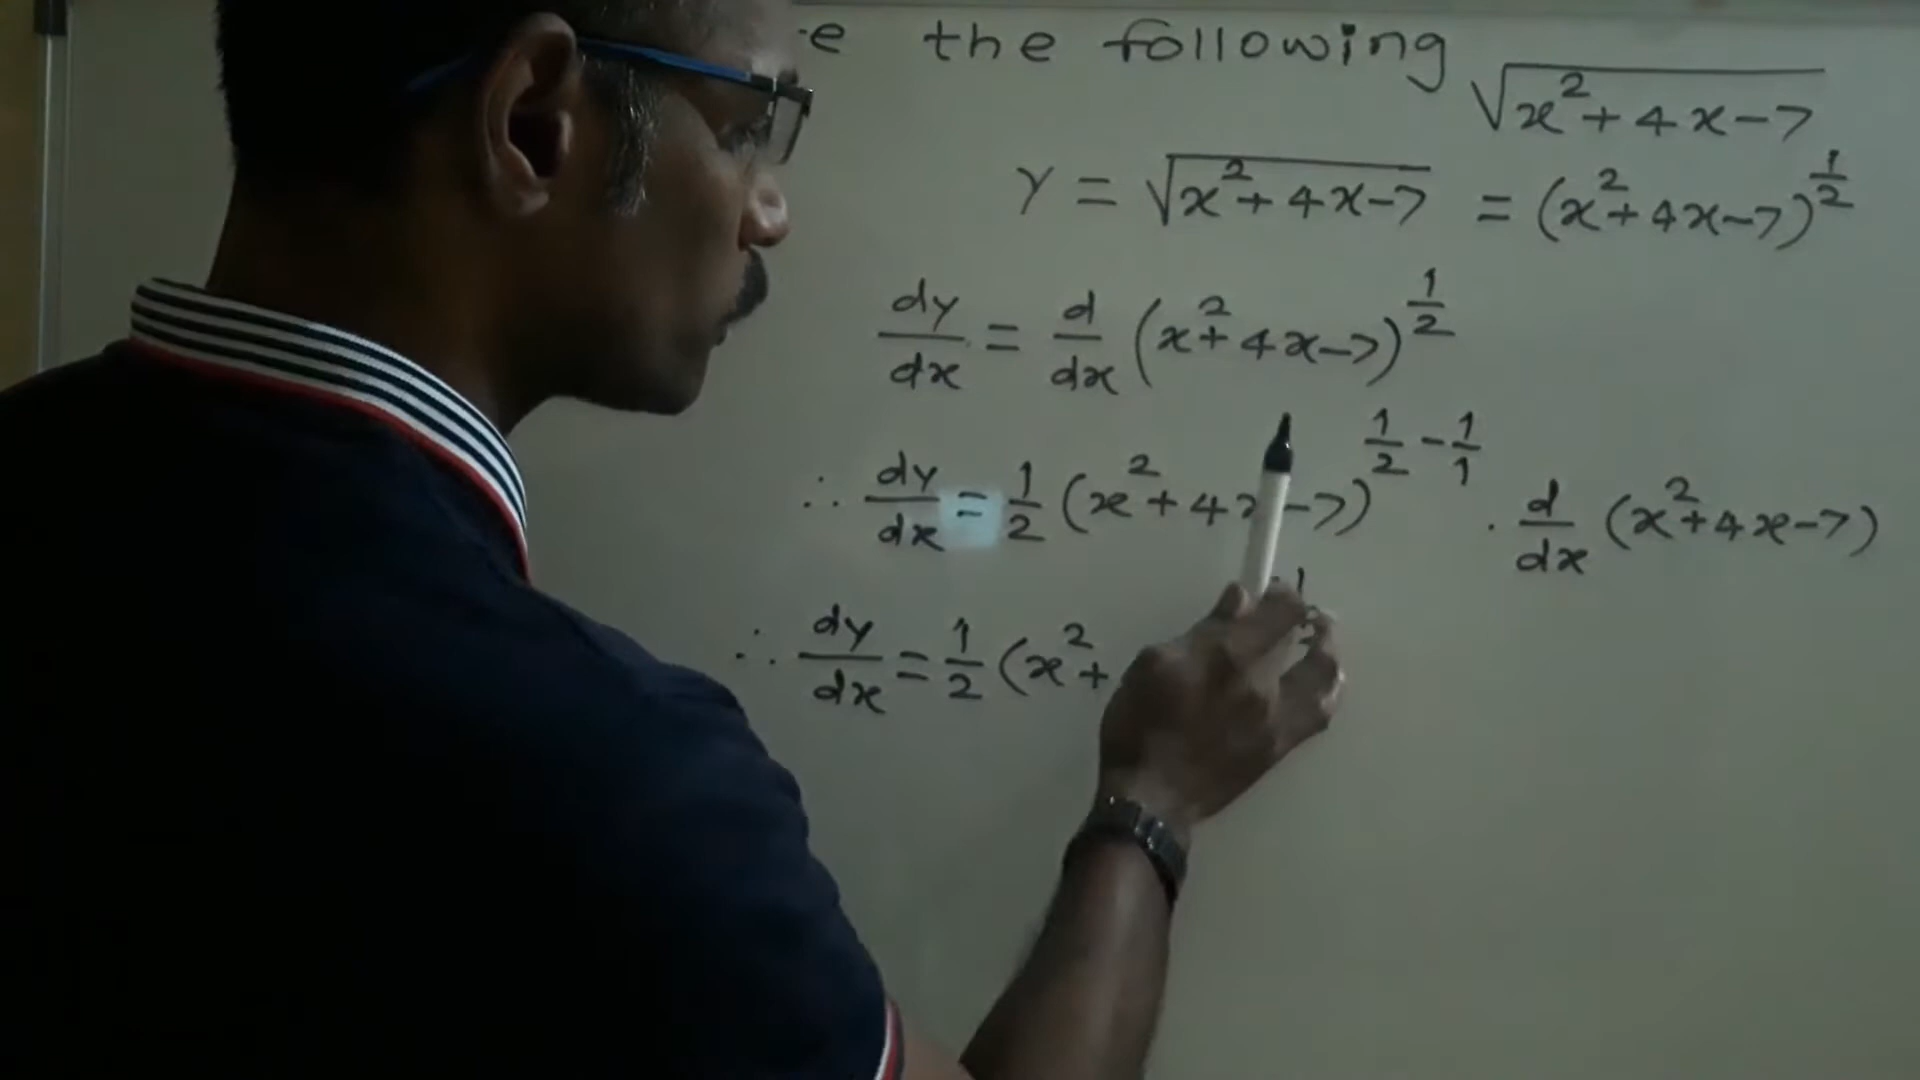 the following √(x²+4x-7)
y = √(x²+4x-7) = (x²+4x-7)^(1/2)
dy/dx = d/dx (x²+4x-7)^(1/2)
∴ dy/dx = 1/2 (x²+4x-7)^(1/2 - 1/1) · d/dx (x²+4x-7)
∴ dy/dx = 1/2 (x²+